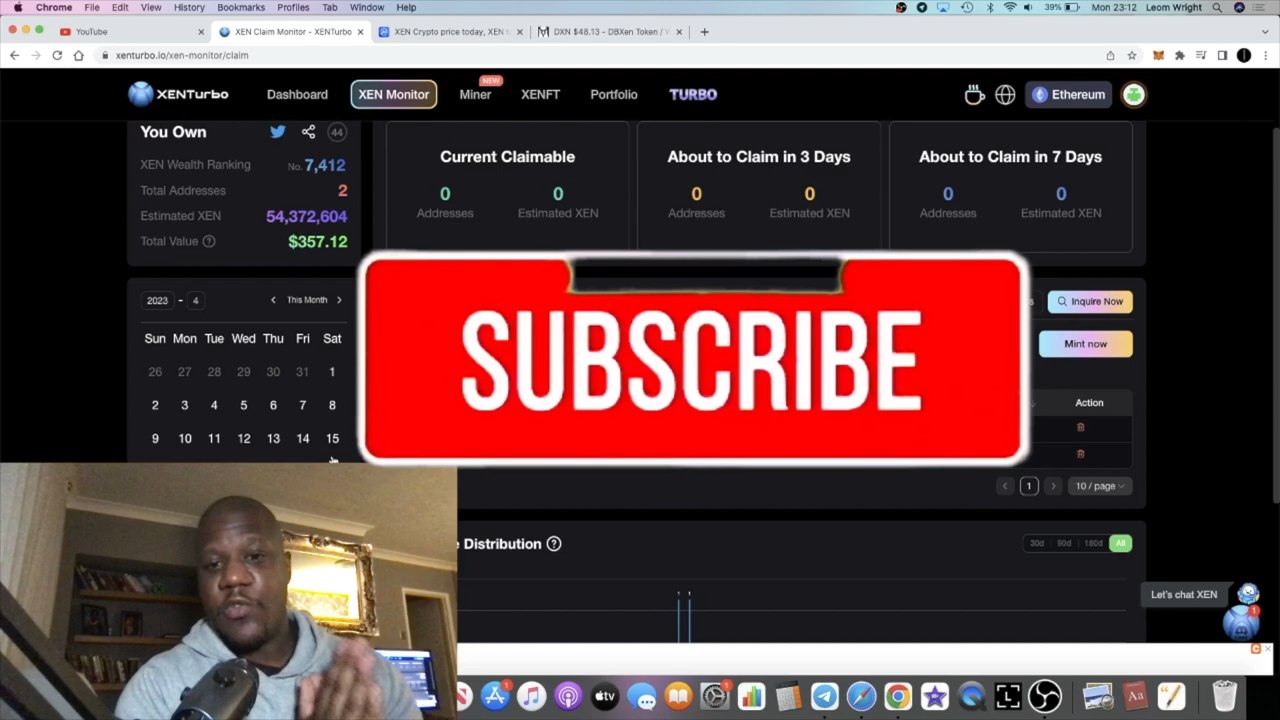 Chrome File Edit View History Bookmarks Profiles Tab Window Help 39% Mon 23:12 Leom Wright
YouTube XEN Claim Monitor - XENTurbo XEN Crypto price today, XEN DXN $48.13 - DBXen Token /
xenturbo.io/xen-monitor/claim
XENTurbo Dashboard XEN Monitor Miner NEW XENFT Portfolio TURBO Ethereum
You Own 44
XEN Wealth Ranking No. 7,412
Total Addresses 2
Estimated XEN 54,372,604
Total Value $357.12
Current Claimable
0 0
Addresses Estimated XEN
About to Claim in 3 Days
0 0
Addresses Estimated XEN
About to Claim in 7 Days
0 0
Addresses Estimated XEN
2023 - 4 This Month
Sun Mon Tue Wed Thu Fri Sat
26 27 28 29 30 31 1
2 3 4 5 6 7 8
9 10 11 12 13 14 15
SUBSCRIBE
Inquire Now
Mint now
Action
1 10 / page
Distribution
30d 90d 180d All
Let's chat XEN
1